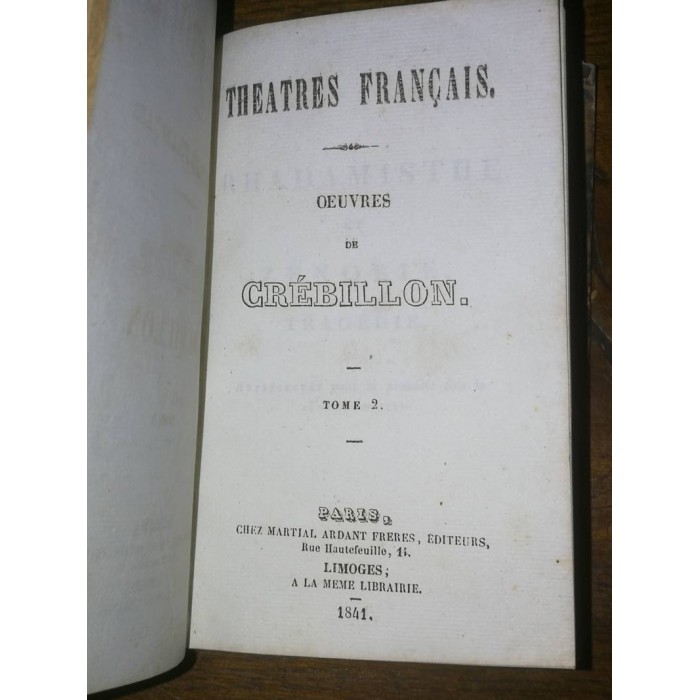 THEATRES FRANÇAIS.
OEUVRES
DE
CRÉBILLON.
TOME 2.
PARIS,
CHEZ MARTIAL ARDANT FRERES, ÉDITEURS,
Rue Hautefeuille, 14.
LIMOGES;
A LA MEME LIBRAIRIE.
1841.